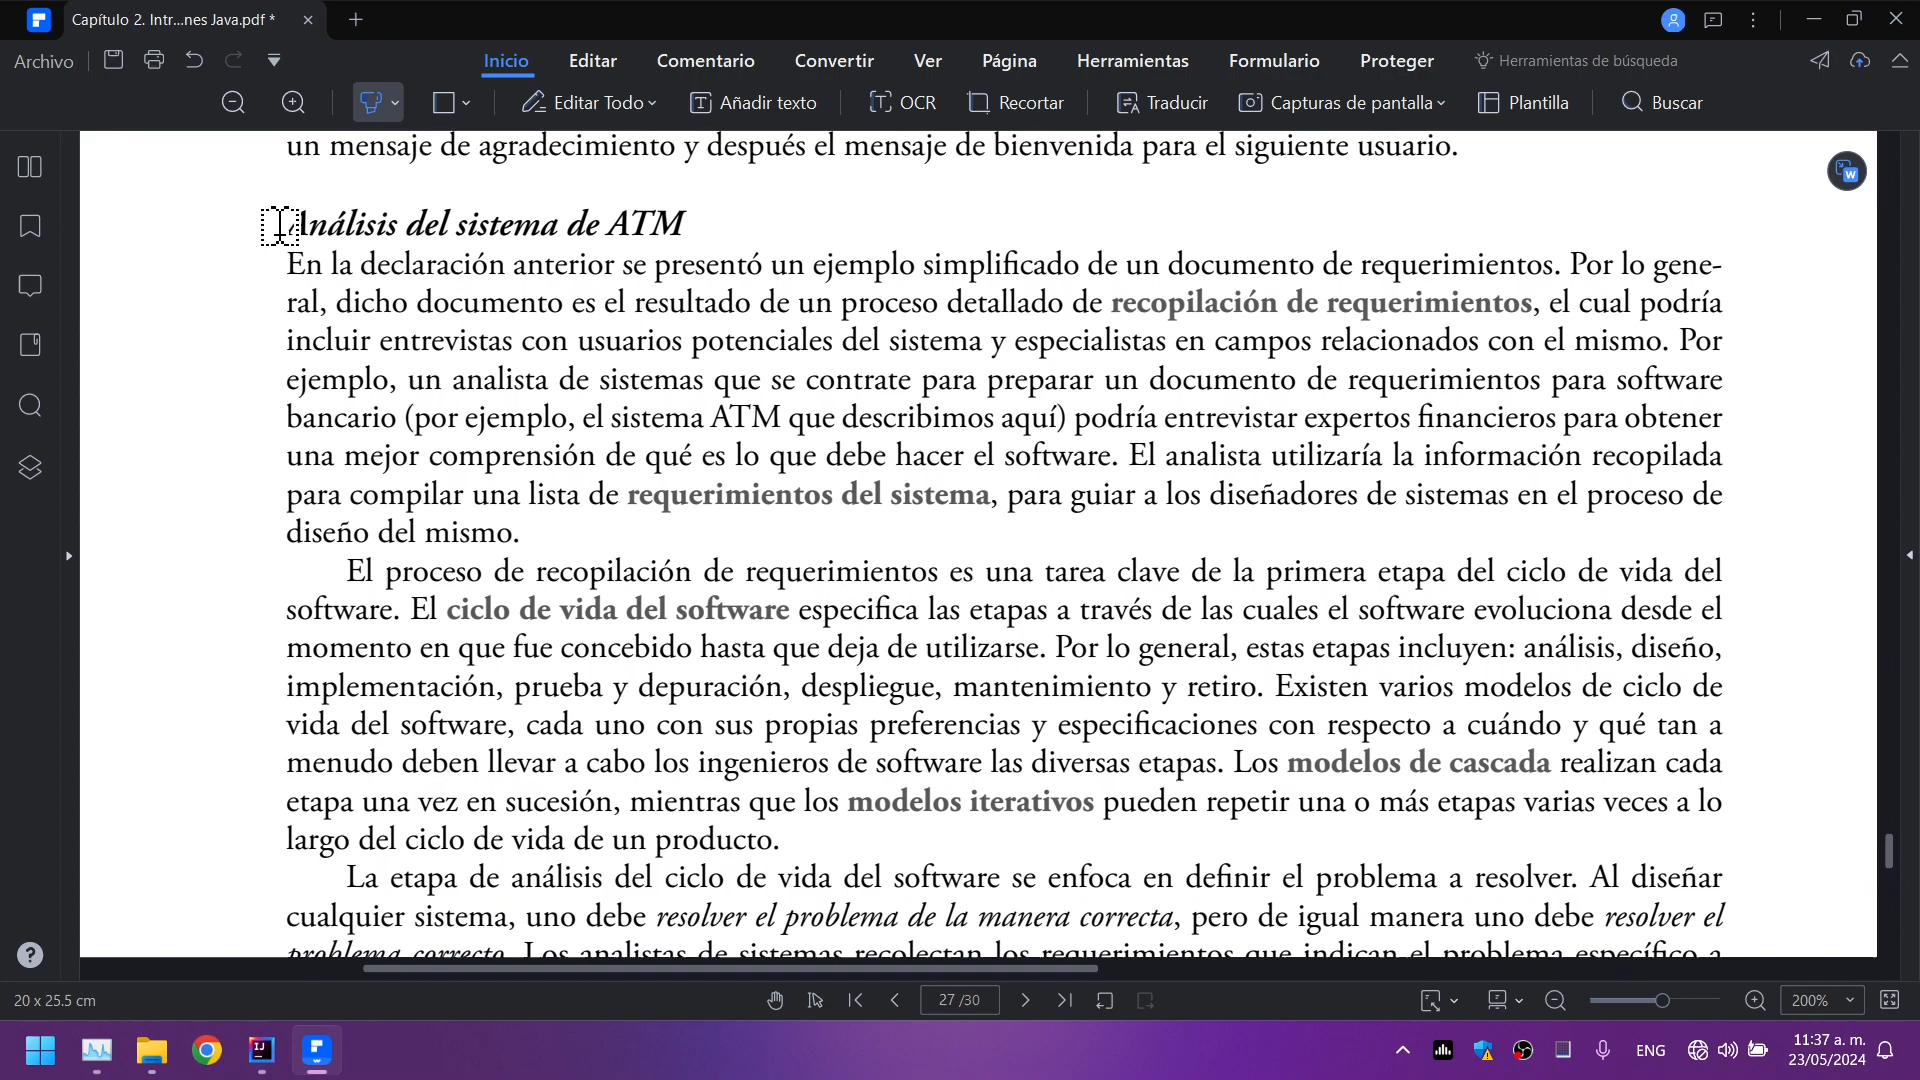 Capítulo 2. Intr...nes Java.pdf *
Archivo
Inicio
Editar
Comentario
Convertir
Ver
Página
Herramientas
Formulario
Proteger
Herramientas de búsqueda
Editar Todo
Añadir texto
OCR
Recortar
Traducir
Capturas de pantalla
Plantilla
Buscar
un mensaje de agradecimiento y después el mensaje de bienvenida para el siguiente usuario.
Análisis del sistema de ATM
En la declaración anterior se presentó un ejemplo simplificado de un documento de requerimientos. Por lo gene-
ral, dicho documento es el resultado de un proceso detallado de recopilación de requerimientos, el cual podría
incluir entrevistas con usuarios potenciales del sistema y especialistas en campos relacionados con el mismo. Por
ejemplo, un analista de sistemas que se contrate para preparar un documento de requerimientos para software
bancario (por ejemplo, el sistema ATM que describimos aquí) podría entrevistar expertos financieros para obtener
una mejor comprensión de qué es lo que debe hacer el software. El analista utilizaría la información recopilada
para compilar una lista de requerimientos del sistema, para guiar a los diseñadores de sistemas en el proceso de
diseño del mismo.
El proceso de recopilación de requerimientos es una tarea clave de la primera etapa del ciclo de vida del
software. El ciclo de vida del software especifica las etapas a través de las cuales el software evoluciona desde el
momento en que fue concebido hasta que deja de utilizarse. Por lo general, estas etapas incluyen: análisis, diseño,
implementación, prueba y depuración, despliegue, mantenimiento y retiro. Existen varios modelos de ciclo de
vida del software, cada uno con sus propias preferencias y especificaciones con respecto a cuándo y qué tan a
menudo deben llevar a cabo los ingenieros de software las diversas etapas. Los modelos de cascada realizan cada
etapa una vez en sucesión, mientras que los modelos iterativos pueden repetir una o más etapas varias veces a lo
largo del ciclo de vida de un producto.
La etapa de análisis del ciclo de vida del software se enfoca en definir el problema a resolver. Al diseñar
cualquier sistema, uno debe resolver el problema de la manera correcta, pero de igual manera uno debe resolver el
problema correcto. Los analistas de sistemas recolectan los requerimientos que indican el problema específico a
20 x 25.5 cm
27 /30
200%
ENG
11:37 a. m.
23/05/2024